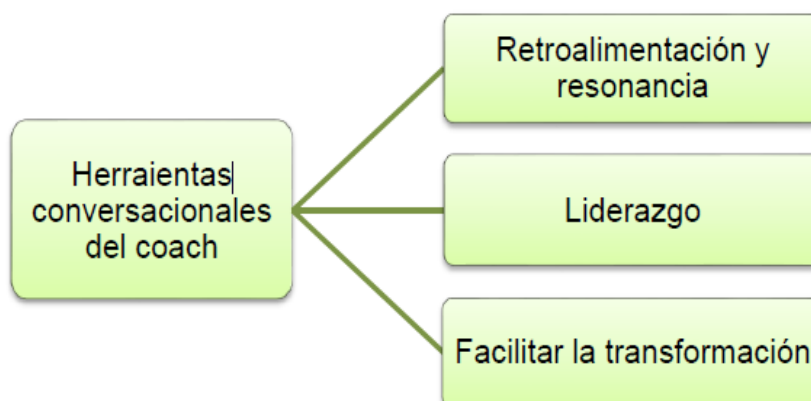 Retroalimentación y
resonancia
Herraientas
conversacionales
del coach
Liderazgo
Facilitar la transformación